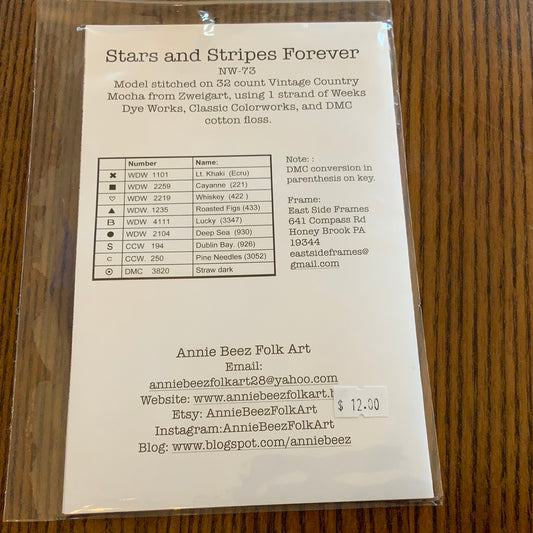 Stars and Stripes Forever
NW-73
Model stitched on 32 count Vintage Country
Mocha from Zweigart, using 1 strand of Weeks
Dye Works, Classic Colorworks, and DMC
cotton floss.
Number Name:
✖ WDW 1101 Lt. Khaki (Ecru)
■ WDW 2259 Cayanne (221)
♡ WDW 2219 Whiskey (422 )
▲ WDW. 1235 Roasted Figs (433)
B WDW 4111 Lucky (3347)
● WDW 2104 Deep Sea (930)
S CCW 194 Dublin Bay. (926)
C CCW. 250 Pine Needles (3052)
⊙ DMC 3820 Straw dark
Note: :
DMC conversion in
parenthesis on key.
Frame:
East Side Frames
641 Compass Rd
Honey Brook PA
19344
eastsideframes@
gmail.com
Annie Beez Folk Art
Email:
anniebeezfolkart28@yahoo.com
Website: www.anniebeezfolkart.b
$ 12.00
Etsy: AnnieBeezFolkArt
Instagram:AnnieBeezFolkArt
Blog: www.blogspot.com/anniebeez